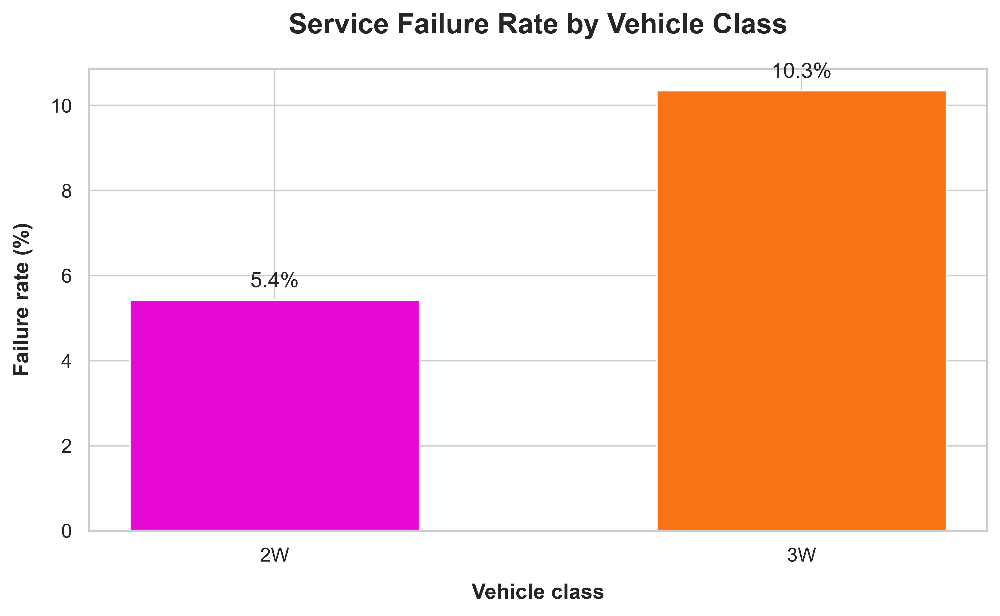 Service Failure Rate by Vehicle Class
10.3%
10
8
6
5.4%
4
2
0
Failure rate (%)
2W
3W
Vehicle class